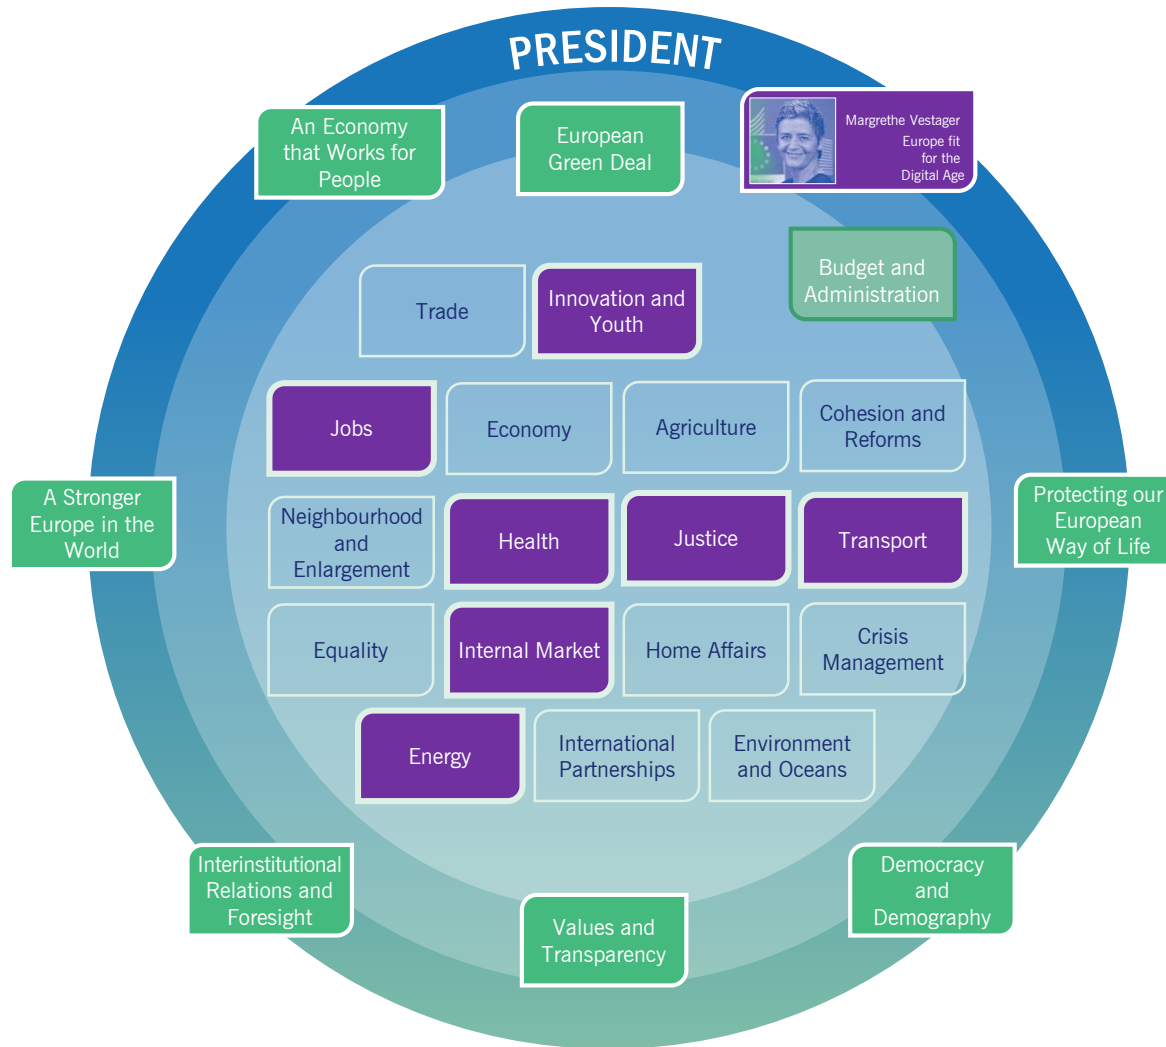 PRESIDENT
An Economy
that Works for
People
European
Green Deal
Margrethe Vestager
Europe fit
for the
Digital Age
Budget and
Administration
Trade
Innovation and
Youth
Jobs
Economy
Agriculture
Cohesion and
Reforms
A Stronger
Europe in the
World
Neighbourhood
and
Enlargement
Health
Justice
Transport
Protecting our
European
Way of Life
Equality
Internal Market
Home Affairs
Crisis
Management
Energy
International
Partnerships
Environment
and Oceans
Interinstitutional
Relations and
Foresight
Values and
Transparency
Democracy
and
Demography